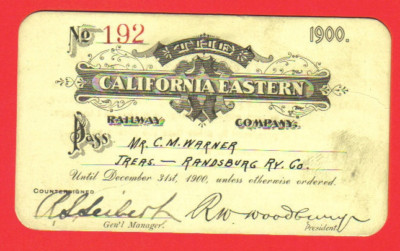 No 192 1900.
CALIFORNIA EASTERN
RAILWAY COMPANY.
Pass Mr. C. M. WARNER
TREAS. — RANDSBURG RY. CO.
Until December 31st, 1900, unless otherwise ordered.
COUNTERSIGNED
R. W. Woodbury
Gen'l Manager. President.